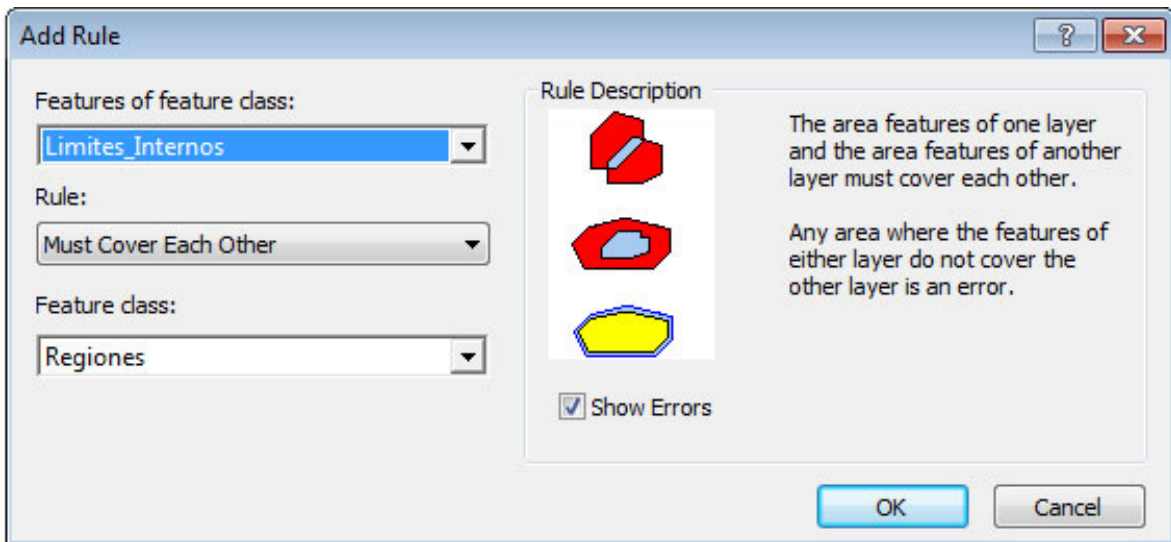 Add Rule
Features of feature class:
Limites_Internos
Rule:
Must Cover Each Other
Feature class:
Regiones
Rule Description
The area features of one layer
and the area features of another
layer must cover each other.
Any area where the features of
either layer do not cover the
other layer is an error.
Show Errors
OK
Cancel